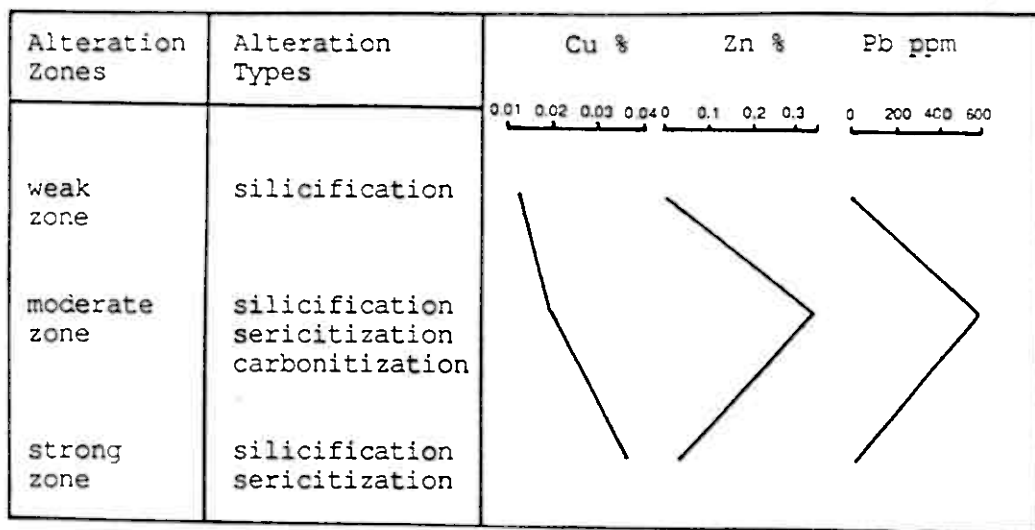 Alteration Zones Alteration Types Cu % Zn % Pb ppm
0.01 0.02 0.03 0.04 0 0.1 0.2 0.3 0 200 400 600
weak silicification
zone
moderate silicification
zone sericitization
carbonitization
strong silicification
zone sericitization